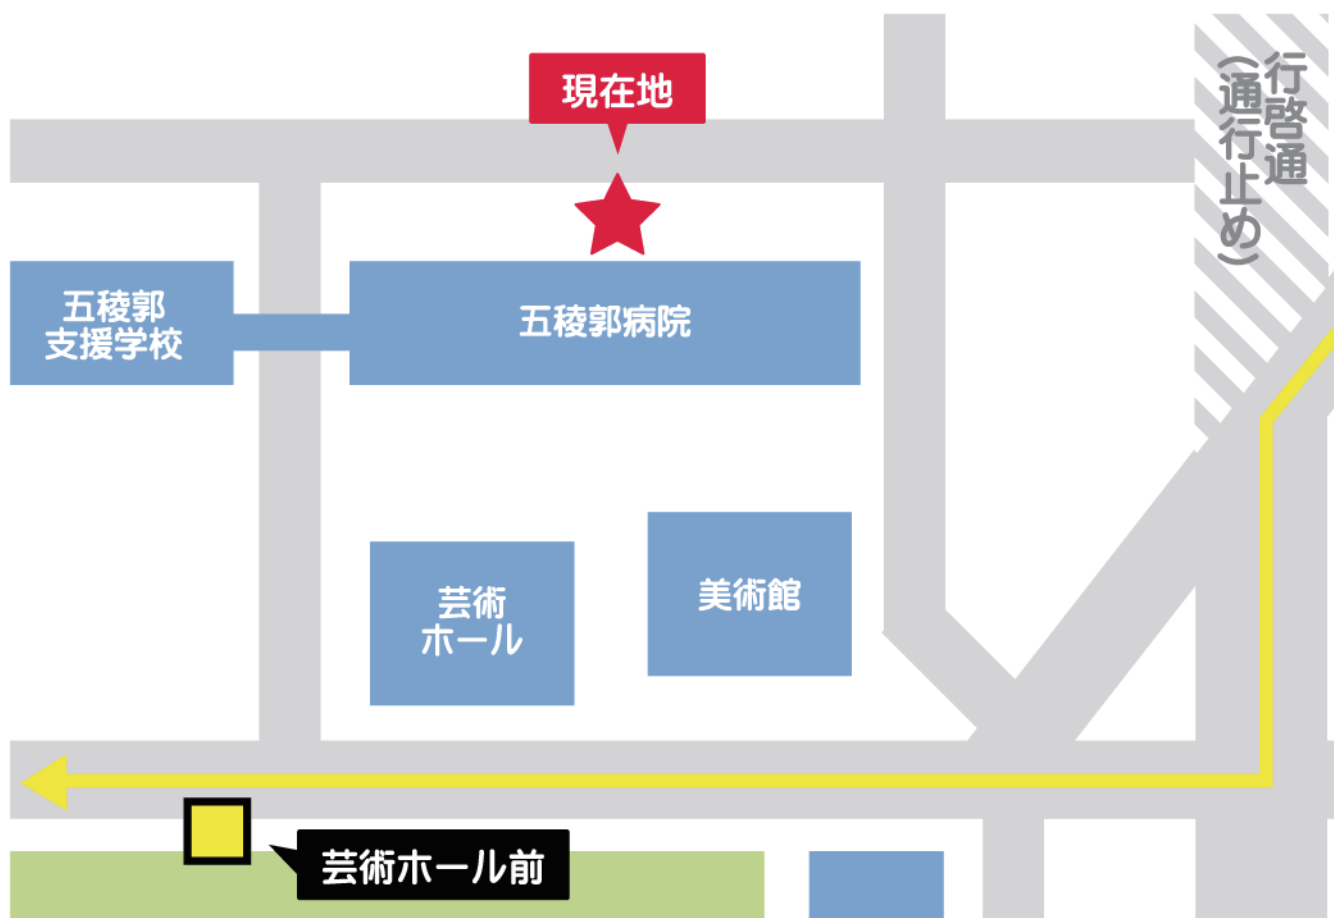 現在地
行啓通
(通行止め)
五稜郭
支援学校
五稜郭病院
芸術
ホール
美術館
芸術ホール前